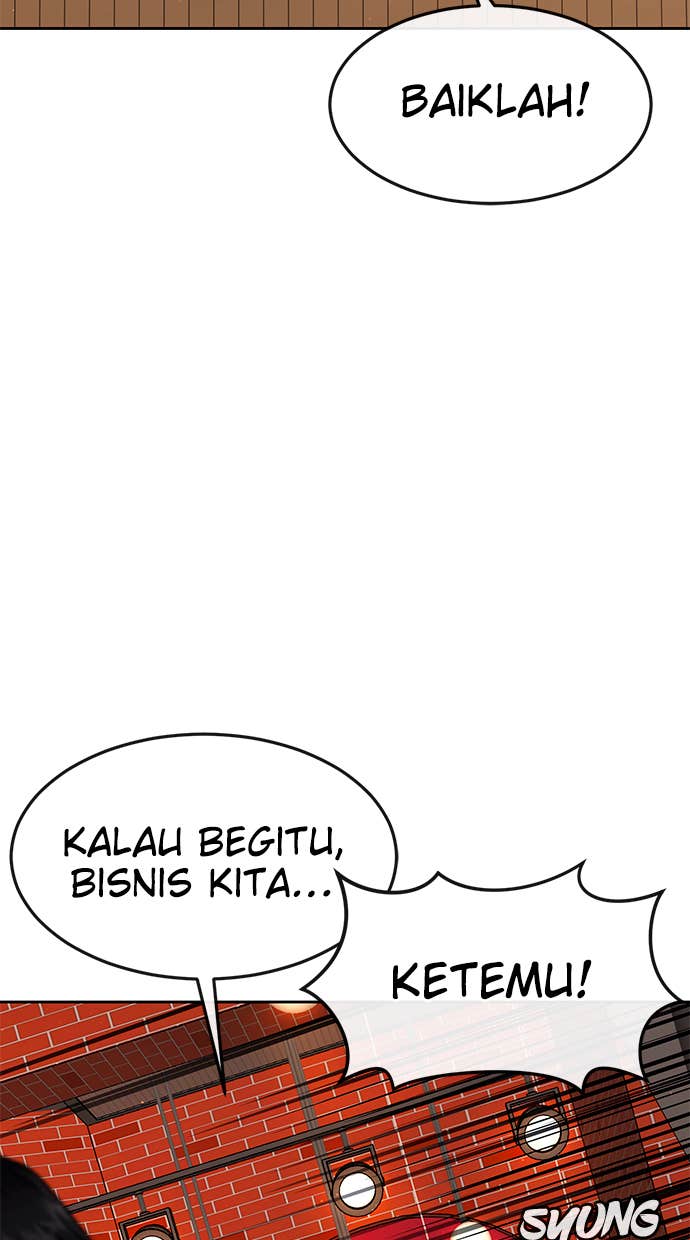 BAIKLAH!
KALAU BEGITU,
BISNIS KITA...
KETEMU!
SYUNG